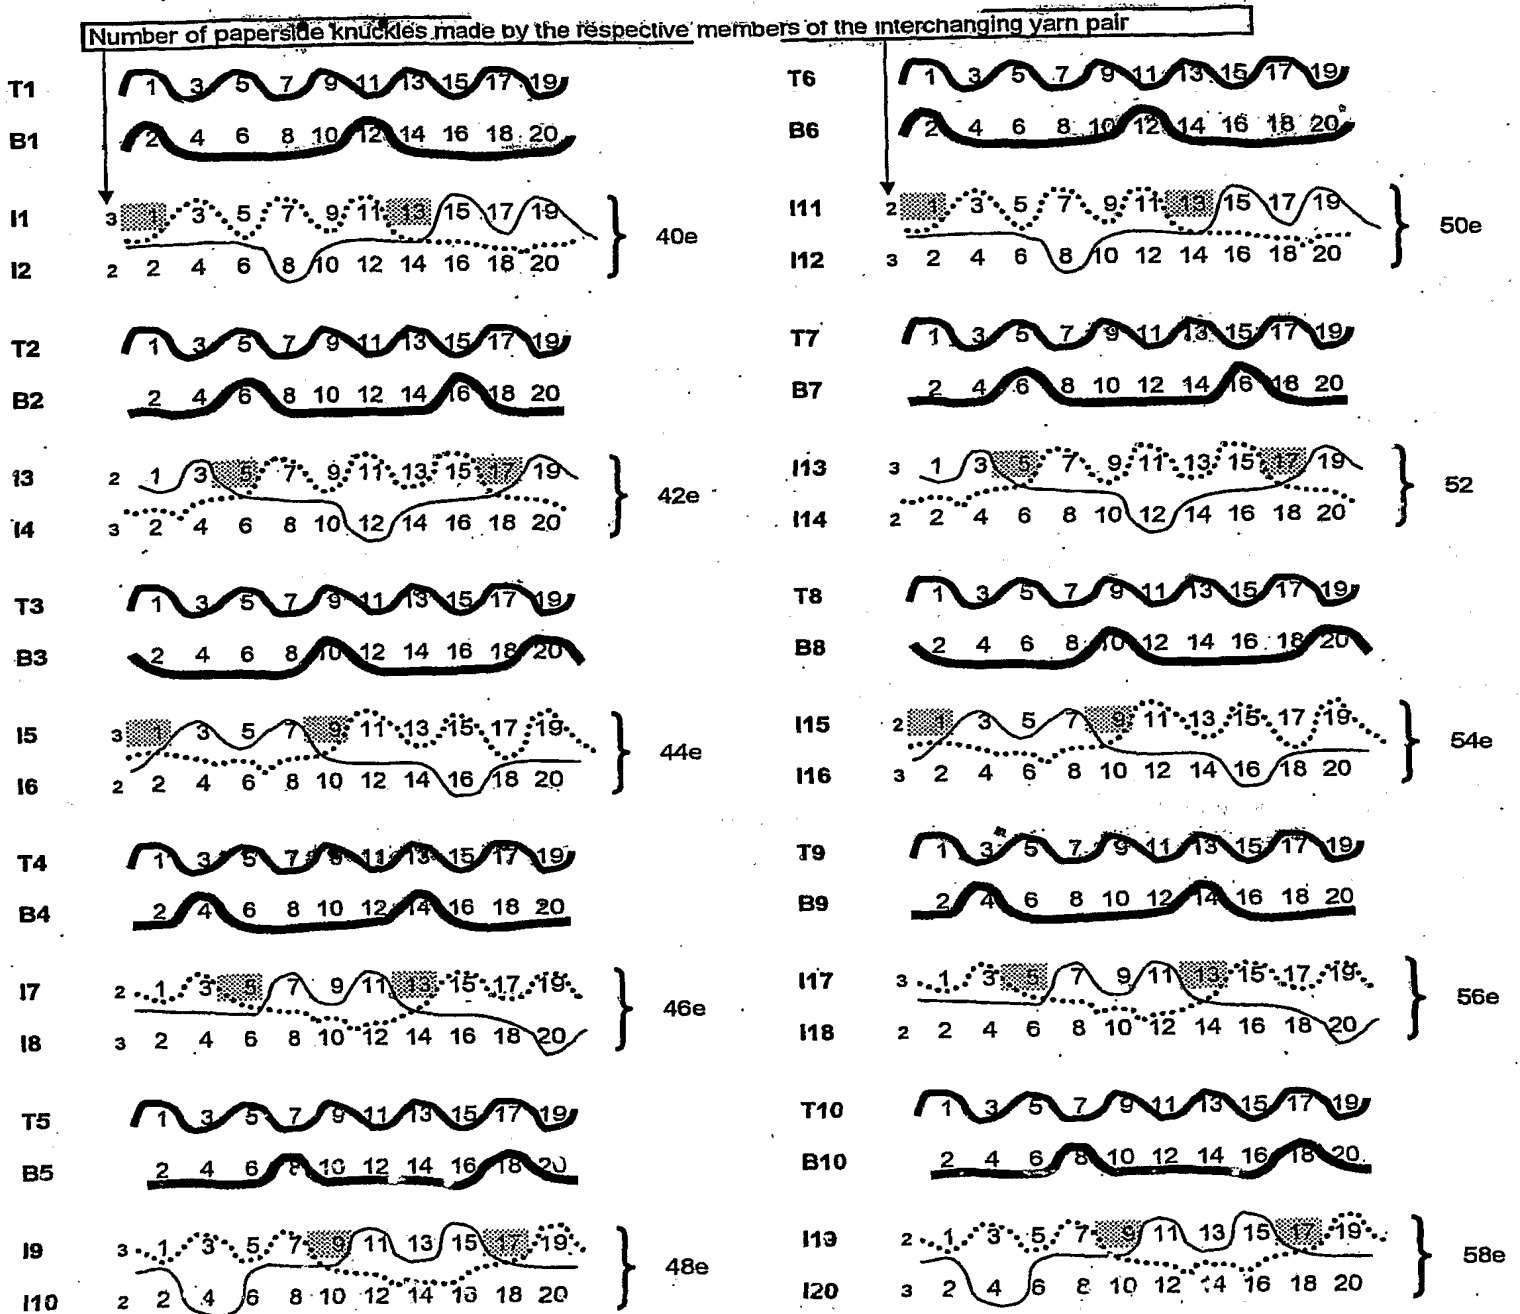 Number of paperside knuckles made by the respective members of the interchanging yarn pair
T1 1 3 5 7 9 11 13 15 17 19
B1 2 4 6 8 10 12 14 16 18 20
I1 3 1 3 5 7 9 11 13 15 17 19
40e
I2 2 2 4 6 8 10 12 14 16 18 20
T2 1 3 5 7 9 11 13 15 17 19
B2 2 4 6 8 10 12 14 16 18 20
I3 2 1 3 5 7 9 11 13 15 17 19
42e
I4 3 2 4 6 8 10 12 14 16 18 20
T3 1 3 5 7 9 11 13 15 17 19
B3 2 4 6 8 10 12 14 16 18 20
I5 3 1 3 5 7 9 11 13 15 17 19
44e
I6 2 2 4 6 8 10 12 14 16 18 20
T4 1 3 5 7 9 11 13 15 17 19
B4 2 4 6 8 10 12 14 16 18 20
I7 2 1 3 5 7 9 11 13 15 17 19
46e
I8 3 2 4 6 8 10 12 14 16 18 20
T5 1 3 5 7 9 11 13 15 17 19
B5 2 4 6 8 10 12 14 16 18 20
I9 3 1 3 5 7 9 11 13 15 17 19
48e
I10 2 2 4 6 8 10 12 14 16 18 20
T6 1 3 5 7 9 11 13 15 17 19
B6 2 4 6 8 10 12 14 16 18 20
I11 2 1 3 5 7 9 11 13 15 17 19
50e
I12 3 2 4 6 8 10 12 14 16 18 20
T7 1 3 5 7 9 11 13 15 17 19
B7 2 4 6 8 10 12 14 16 18 20
I13 3 1 3 5 7 9 11 13 15 17 19
52
I14 2 2 4 6 8 10 12 14 16 18 20
T8 1 3 5 7 9 11 13 15 17 19
B8 2 4 6 8 10 12 14 16 18 20
I15 2 1 3 5 7 9 11 13 15 17 19
54e
I16 3 2 4 6 8 10 12 14 16 18 20
T9 1 3 5 7 9 11 13 15 17 19
B9 2 4 6 8 10 12 14 16 18 20
I17 3 1 3 5 7 9 11 13 15 17 19
56e
I18 2 2 4 6 8 10 12 14 16 18 20
T10 1 3 5 7 9 11 13 15 17 19
B10 2 4 6 8 10 12 14 16 18 20
I19 2 1 3 5 7 9 11 13 15 17 19
58e
I20 3 2 4 6 8 10 12 14 16 18 20